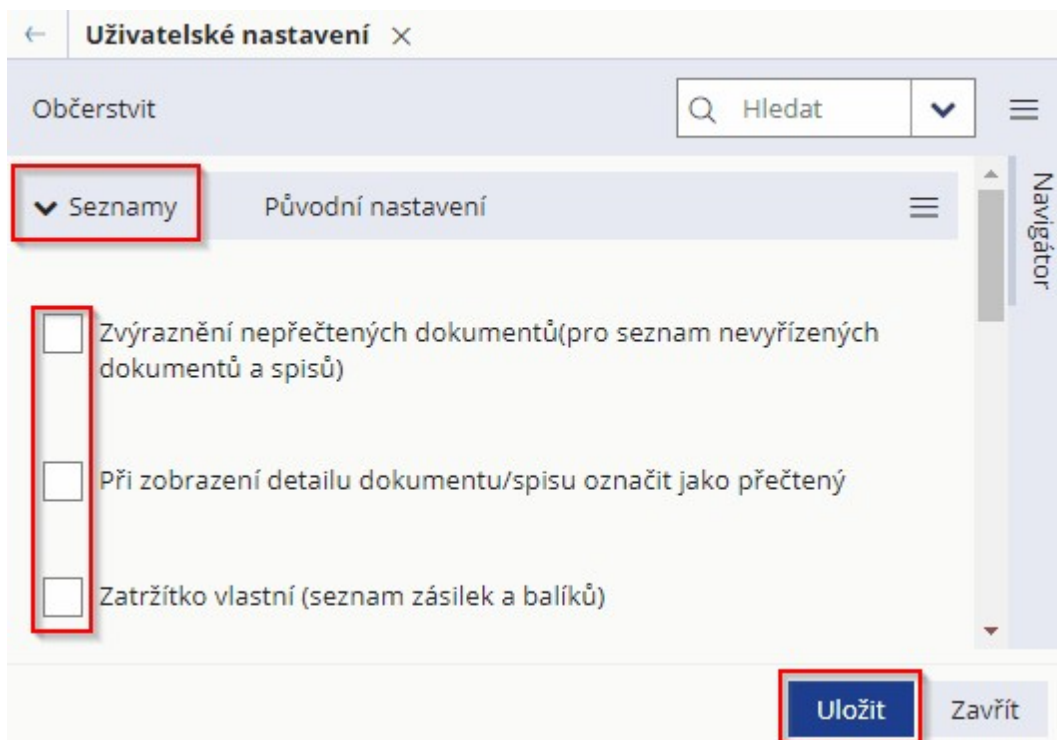 Uživatelské nastavení
Občerstvit
Hledat
Seznamy Původní nastavení
Navigátor
Zvýraznění nepřečtených dokumentů(pro seznam nevyřízených
dokumentů a spisů)
Při zobrazení detailu dokumentu/spisu označit jako přečtený
Zatržítko vlastní (seznam zásilek a balíků)
Uložit Zavřít